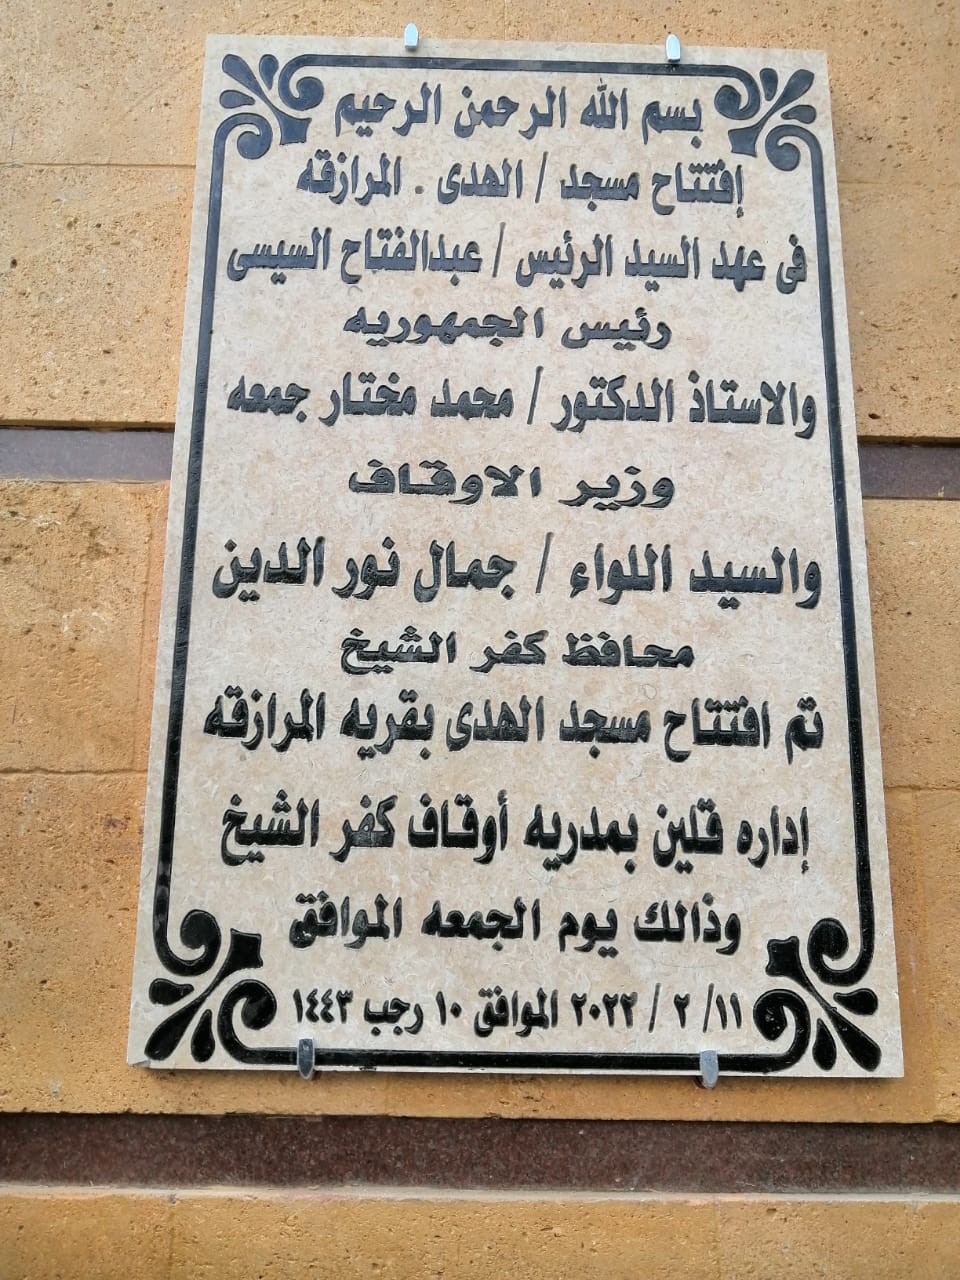 بسم الله الرحمن الرحيم
إفتتاح مسجد / الهدى . المرازقه
فى عهد السيد الرئيس / عبدالفتاح السيسى
رئيس الجمهوريه
والاستاذ الدكتور / محمد مختار جمعه
وزير الاوقاف
والسيد اللواء / جمال نور الدين
محافظ كفر الشيخ
تم افتتاح مسجد الهدى بقريه المرازقه
إداره قلين بمدريه أوقاف كفر الشيخ
وذالك يوم الجمعه الموافق
١١/ ٢ / ٢٠٢٢ الموافق ١٠ رجب ١٤٤٣